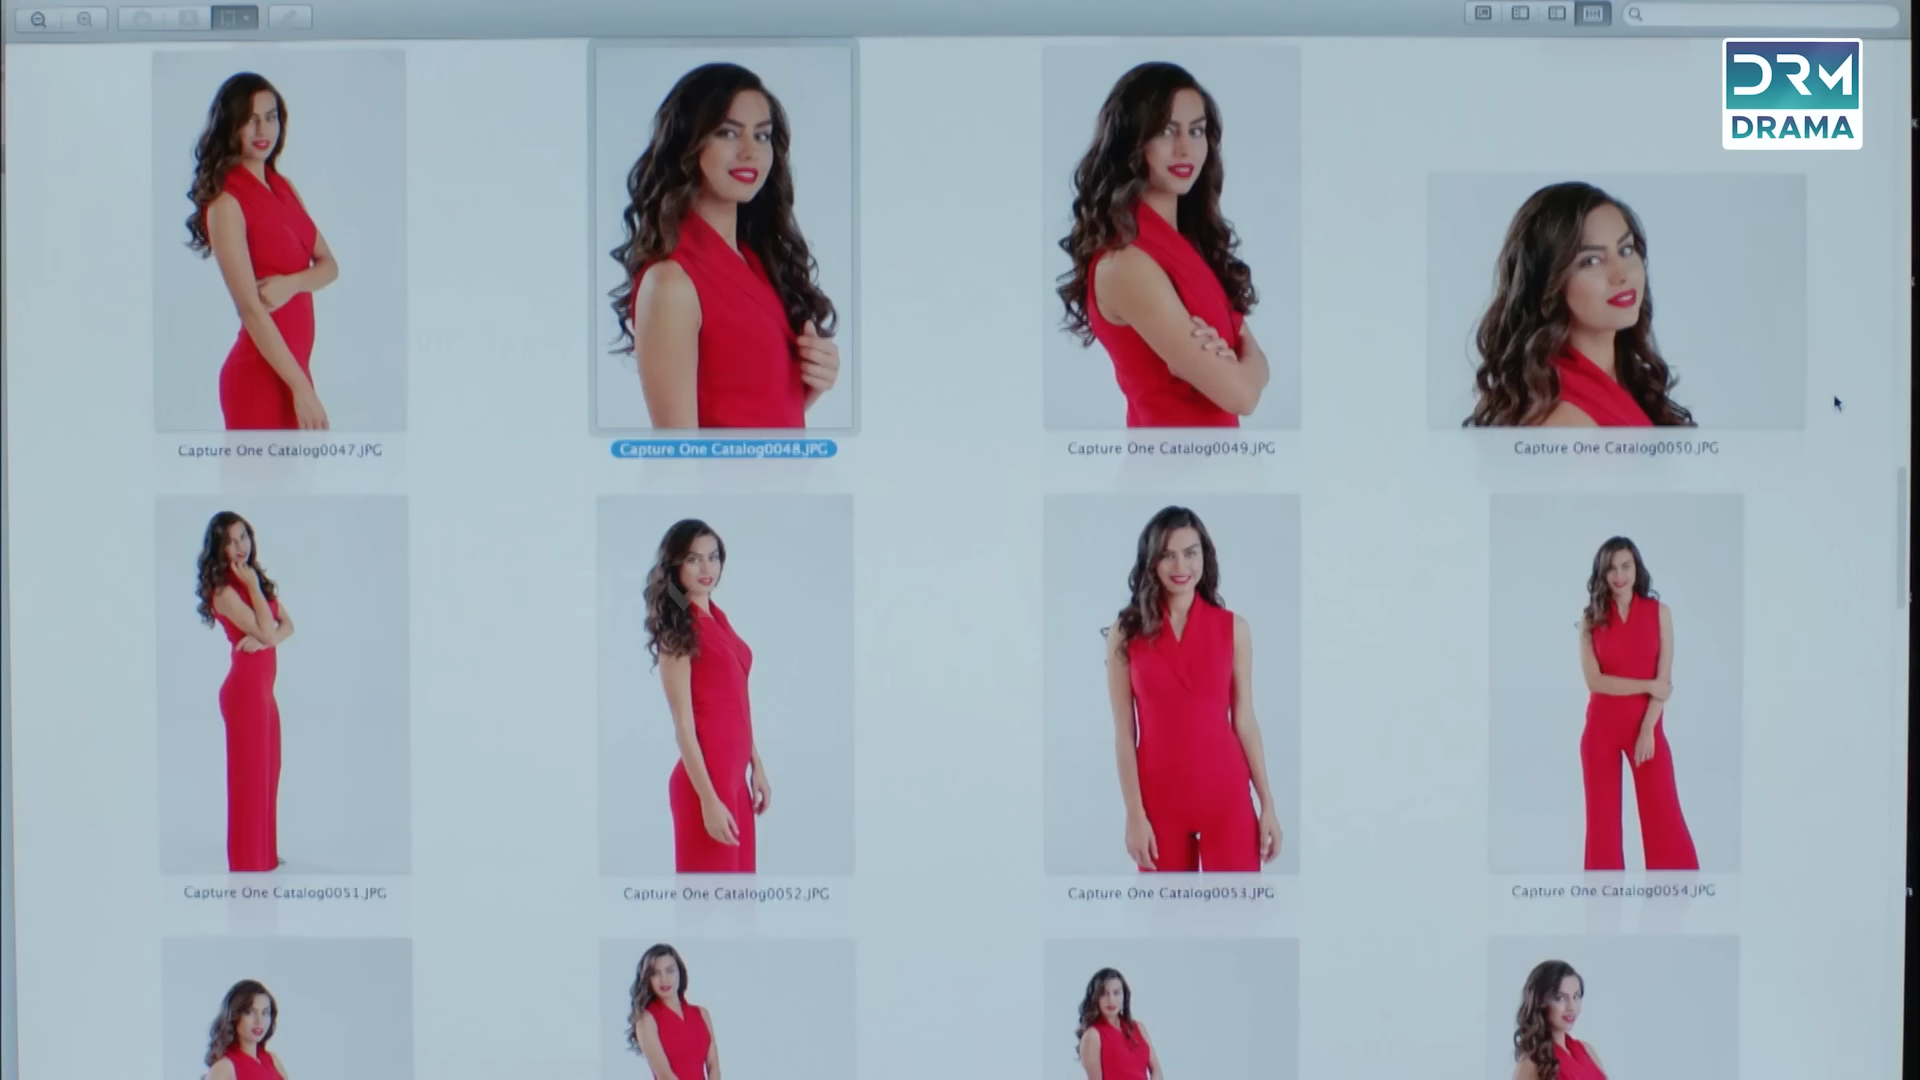 DRM
DRAMA
Capture One Catalog0047.JPG
Capture One Catalog0048.JPG
Capture One Catalog0049.JPG
Capture One Catalog0050.JPG
Capture One Catalog0051.JPG
Capture One Catalog0052.JPG
Capture One Catalog0053.JPG
Capture One Catalog0054.JPG